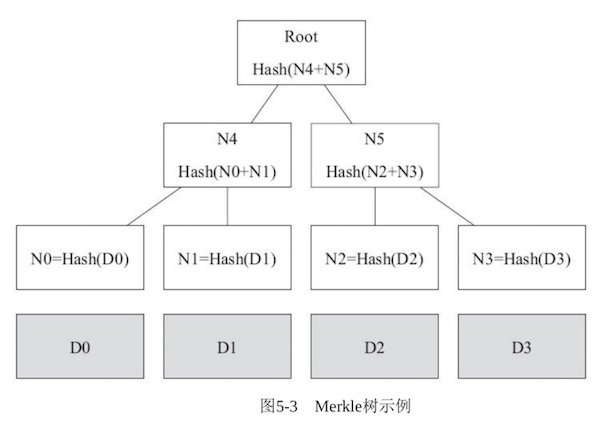 Root
Hash(N4+N5)
N4
Hash(N0+N1)
N5
Hash(N2+N3)
N0=Hash(D0)
N1=Hash(D1)
N2=Hash(D2)
N3=Hash(D3)
D0
D1
D2
D3
图5-3 Merkle树示例